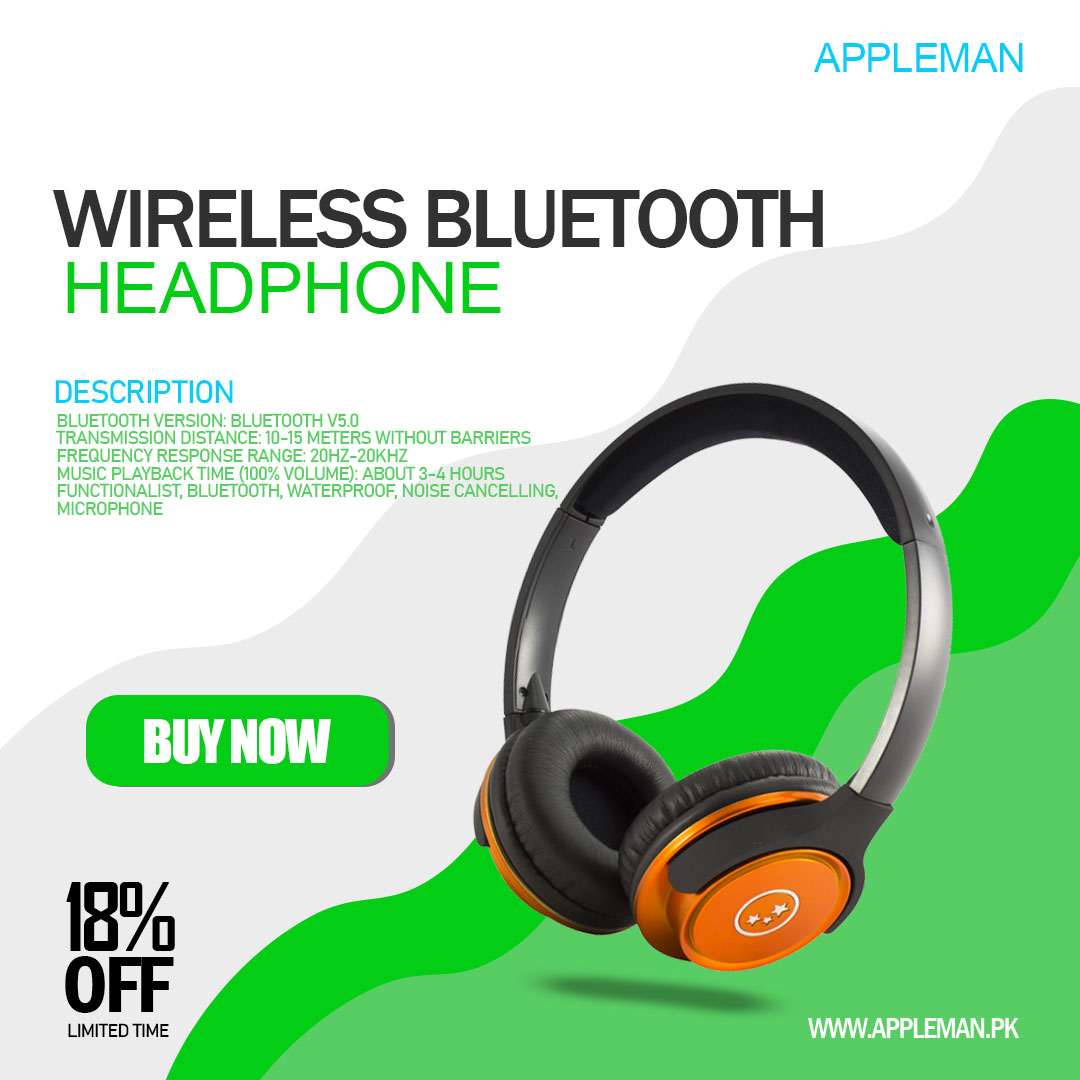 APPLEMAN
WIRELESS BLUETOOTH
HEADPHONE
DESCRIPTION
BLUETOOTH VERSION: BLUETOOTH V5.0
TRANSMISSION DISTANCE: 10-15 METERS WITHOUT BARRIERS
FREQUENCY RESPONSE RANGE: 20HZ-20KHZ
MUSIC PLAYBACK TIME (100% VOLUME): ABOUT 3-4 HOURS
FUNCTIONALIST, BLUETOOTH, WATERPROOF, NOISE CANCELLING,
MICROPHONE
L
BUY NOW
18%
OFF
LIMITED TIME
WWW.APPLEMAN.PK